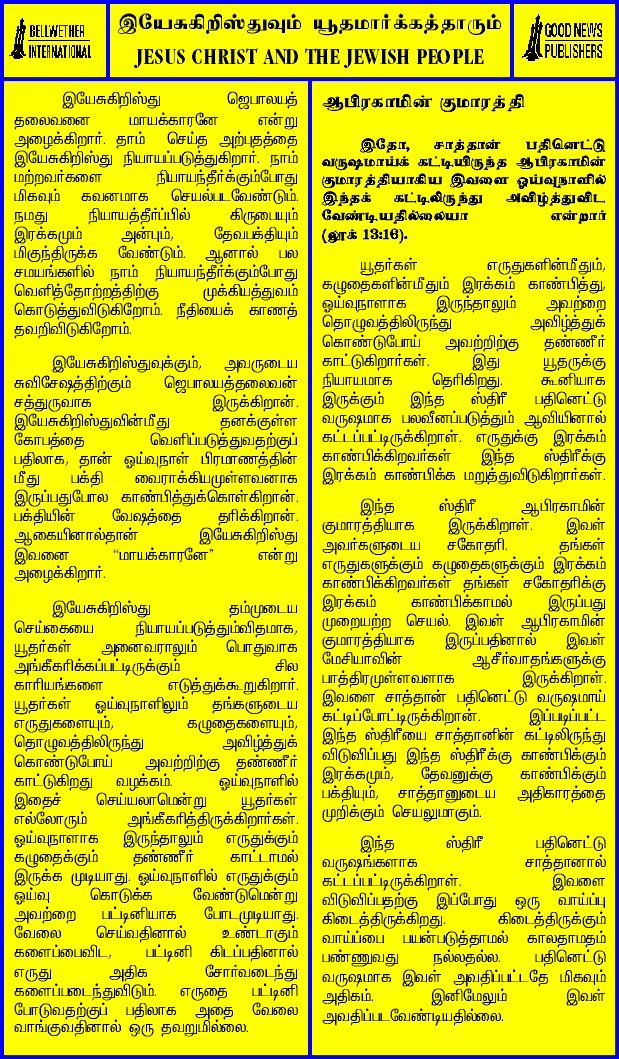 BELLWETHER
INTERNATIONAL
இயேசுகிறிஸ்துவும் யூதமார்க்கத்தாரும்
JESUS CHRIST AND THE JEWISH PEOPLE
GOOD NEWS
PUBLISHERS
இயேசுகிறிஸ்து ஜெபாலயத்
தலைவனை மாயக்காரனே என்று
அழைக்கிறார். தாம் செய்த அற்புதத்தை
இயேசுகிறிஸ்து நியாயப்படுத்துகிறார். நாம்
மற்றவர்களை நியாயந்தீர்க்கும்போது
மிகவும் கவனமாக செயல்படவேண்டும்.
நமது நியாயத்தீர்ப்பில் கிருபையும்
இரக்கமும் அன்பும், தேவபக்தியும்
மிகுந்திருக்க வேண்டும். ஆனால் பல
சமயங்களில் நாம் நியாயந்தீர்க்கும்போது
வெளித்தோற்றத்திற்கு முக்கியத்துவம்
கொடுத்துவிடுகிறோம். நீதியைக் காணத்
தவறிவிடுகிறோம்.
இயேசுகிறிஸ்துவுக்கும், அவருடைய
சுவிசேஷத்திற்கும் ஜெபாலயத்தலைவன்
சத்துருவாக இருக்கிறான்.
இயேசுகிறிஸ்துவின்மீது தனக்குள்ள
கோபத்தை வெளிப்படுத்துவதற்குப்
பதிலாக, தான் ஓய்வுநாள் பிரமாணத்தின்
மீது பக்தி வைராக்கியமுள்ளவனாக
இருப்பதுபோல காண்பித்துக்கொள்கிறான்.
பக்தியின் வேஷத்தை தரிக்கிறான்.
ஆகையினால்தான் இயேசுகிறிஸ்து
இவனை “மாயக்காரனே” என்று
அழைக்கிறார்.
இயேசுகிறிஸ்து தம்முடைய
செய்கையை நியாயப்படுத்தும்விதமாக,
யூதர்கள் அனைவராலும் பொதுவாக
அங்கீகரிக்கப்பட்டிருக்கும் சில
காரியங்களை எடுத்துக்கூறுகிறார்.
யூதர்கள் ஓய்வுநாளிலும் தங்களுடைய
எருதுகளையும், கழுதைகளையும்,
தொழுவத்திலிருந்து அவிழ்த்துக்
கொண்டுபோய் அவற்றிற்கு தண்ணீர்
காட்டுகிறது வழக்கம். ஓய்வுநாளில்
இதைச் செய்யலாமென்று யூதர்கள்
எல்லோரும் அங்கீகரித்திருக்கிறார்கள்.
ஓய்வுநாளாக இருந்தாலும் எருதுக்கும்
கழுதைக்கும் தண்ணீர் காட்டாமல்
இருக்க முடியாது. ஓய்வுநாளில் எருதுக்கும்
ஓய்வு கொடுக்க வேண்டுமென்று
அவற்றை பட்டினியாக போடமுடியாது.
வேலை செய்வதினால் உண்டாகும்
களைப்பைவிட, பட்டினி கிடப்பதினால்
எருது அதிக சோர்வடைந்து
களைப்படைந்துவிடும். எருதை பட்டினி
போடுவதற்குப் பதிலாக அதை வேலை
வாங்குவதினால் ஒரு தவறுமில்லை.
ஆபிரகாமின் குமாரத்தி
இதோ, சாத்தான் பதினெட்டு
வருஷமாய்க் கட்டியிருந்த ஆபிரகாமின்
குமாரத்தியாகிய இவளை ஓய்வுநாளில்
இந்தக் கட்டிலிருந்து அவிழ்த்துவிட
வேண்டியதில்லையா என்றார்
(லூக் 13:16).
யூதர்கள் எருதுகளின்மீதும்,
கழுதைகளின்மீதும் இரக்கம் காண்பித்து,
ஓய்வுநாளாக இருந்தாலும் அவற்றை
தொழுவத்திலிருந்து அவிழ்த்துக்
கொண்டுபோய் அவற்றிற்கு தண்ணீர்
காட்டுகிறார்கள். இது யூதருக்கு
நியாயமாக தெரிகிறது. கூனியாக
இருக்கும் இந்த ஸ்திரீ பதினெட்டு
வருஷமாக பலவீனப்படுத்தும் ஆவியினால்
கட்டப்பட்டிருக்கிறாள். எருதுக்கு இரக்கம்
காண்பிக்கிறவர்கள் இந்த ஸ்திரீக்கு
இரக்கம் காண்பிக்க மறுத்துவிடுகிறார்கள்.
இந்த ஸ்திரீ ஆபிரகாமின்
குமாரத்தியாக இருக்கிறாள். இவள்
அவர்களுடைய சகோதரி. தங்கள்
எருதுகளுக்கும் கழுதைகளுக்கும் இரக்கம்
காண்பிக்கிறவர்கள் தங்கள் சகோதரிக்கு
இரக்கம் காண்பிக்காமல் இருப்பது
முறையற்ற செயல். இவள் ஆபிரகாமின்
குமாரத்தியாக இருப்பதினால் இவள்
மேசியாவின் ஆசீர்வாதங்களுக்கு
பாத்திரமுள்ளவளாக இருக்கிறாள்.
இவளை சாத்தான் பதினெட்டு வருஷமாய்
கட்டிப்போட்டிருக்கிறான். இப்படிப்பட்ட
இந்த ஸ்திரீயை சாத்தானின் கட்டிலிருந்து
விடுவிப்பது இந்த ஸ்திரீக்கு காண்பிக்கும்
இரக்கமும், தேவனுக்கு காண்பிக்கும்
பக்தியும், சாத்தானுடைய அதிகாரத்தை
முறிக்கும் செயலுமாகும்.
இந்த ஸ்திரீ பதினெட்டு
வருஷங்களாக சாத்தானால்
கட்டப்பட்டிருக்கிறாள். இவளை
விடுவிப்பதற்கு இப்போது ஒரு வாய்ப்பு
கிடைத்திருக்கிறது. கிடைத்திருக்கும்
வாய்ப்பை பயன்படுத்தாமல் காலதாமதம்
பண்ணுவது நல்லதல்ல. பதினெட்டு
வருஷமாக இவள் அவதிப்பட்டதே மிகவும்
அதிகம். இனிமேலும் இவள்
அவதிப்படவேண்டியதில்லை.